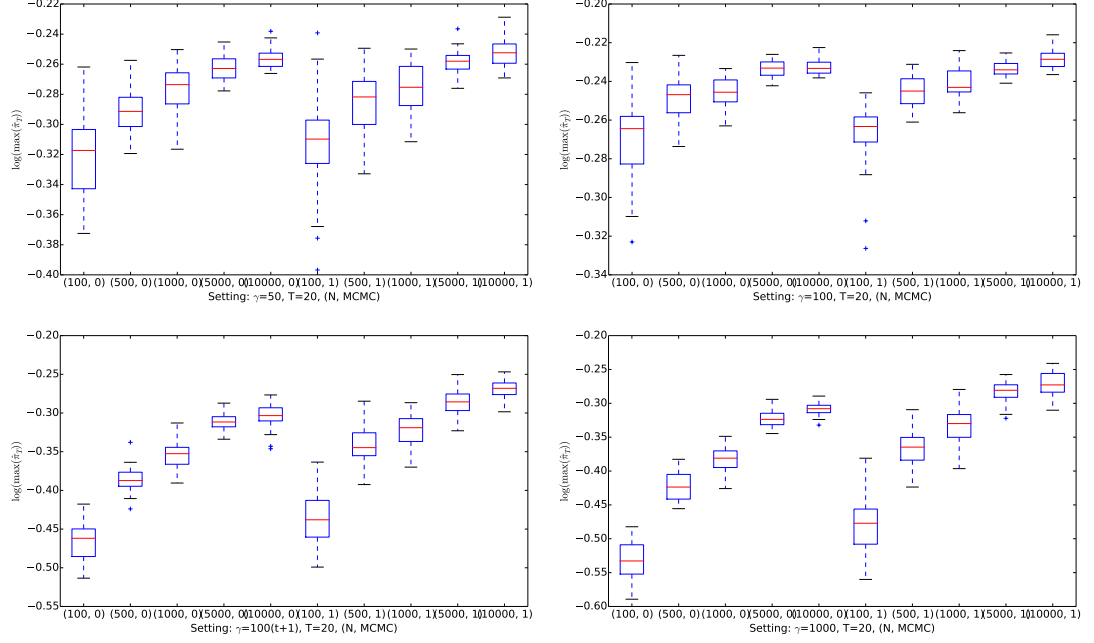 −0.22
−0.24
−0.26
−0.28
−0.30
−0.32
−0.34
−0.36
−0.38
−0.40
log(max(π̂_T))
(100, 0) (500, 0) (1000, 0) (5000, 0) (10000, 0) (100, 1) (500, 1) (1000, 1) (5000, 1) (10000, 1)
Setting: γ=50, T=20, (N, MCMC)
−0.20
−0.22
−0.24
−0.26
−0.28
−0.30
−0.32
−0.34
log(max(π̂_T))
(100, 0) (500, 0) (1000, 0) (5000, 0) (10000, 0) (100, 1) (500, 1) (1000, 1) (5000, 1) (10000, 1)
Setting: γ=100, T=20, (N, MCMC)
−0.20
−0.25
−0.30
−0.35
−0.40
−0.45
−0.50
−0.55
log(max(π̂_T))
(100, 0) (500, 0) (1000, 0) (5000, 0) (10000, 0) (100, 1) (500, 1) (1000, 1) (5000, 1) (10000, 1)
Setting: γ=100(t+1), T=20, (N, MCMC)
−0.20
−0.25
−0.30
−0.35
−0.40
−0.45
−0.50
−0.55
−0.60
log(max(π̂_T))
(100, 0) (500, 0) (1000, 0) (5000, 0) (10000, 0) (100, 1) (500, 1) (1000, 1) (5000, 1) (10000, 1)
Setting: γ=1000, T=20, (N, MCMC)